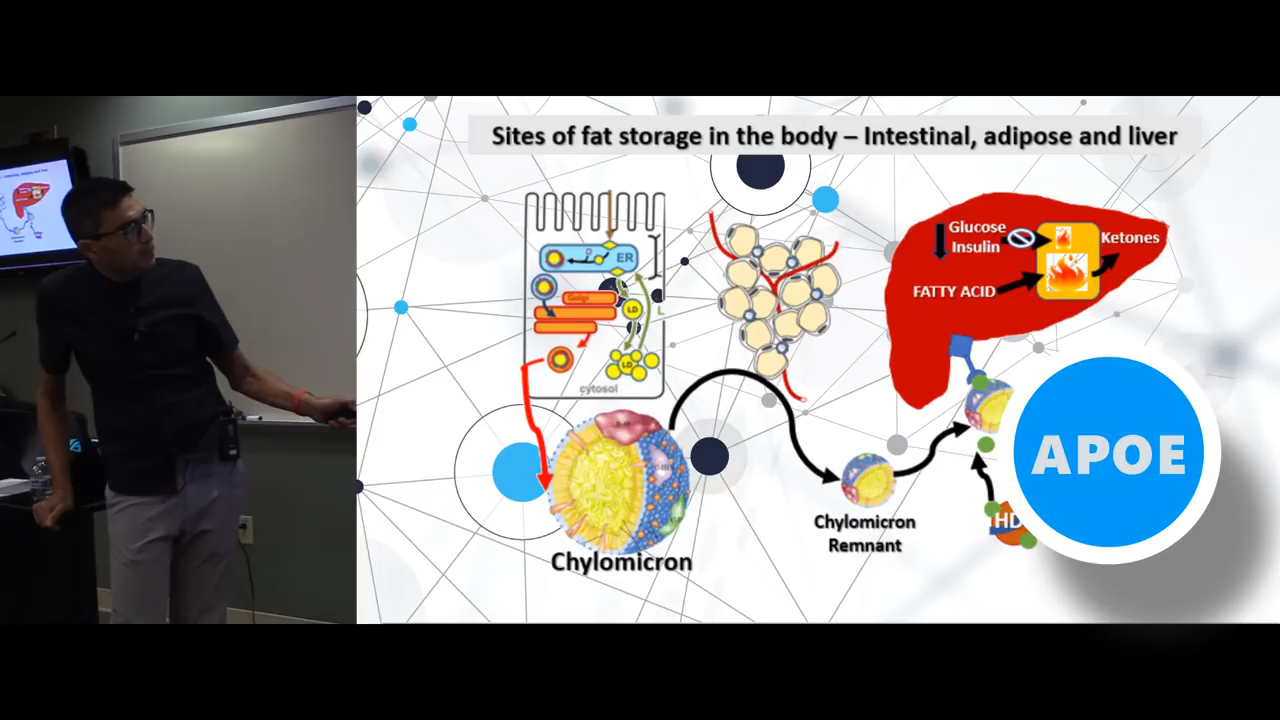 Sites of fat storage in the body – Intestinal, adipose and liver
ER
Golgi
LD
L
LD
cytosol
Glucose
Insulin
Ketones
FATTY ACID
Chylomicron
Chylomicron
Remnant
HD
APOE